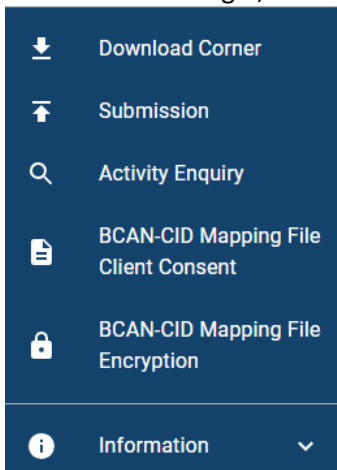 Download Corner
Submission
Activity Enquiry
BCAN-CID Mapping File
Client Consent
BCAN-CID Mapping File
Encryption
Information